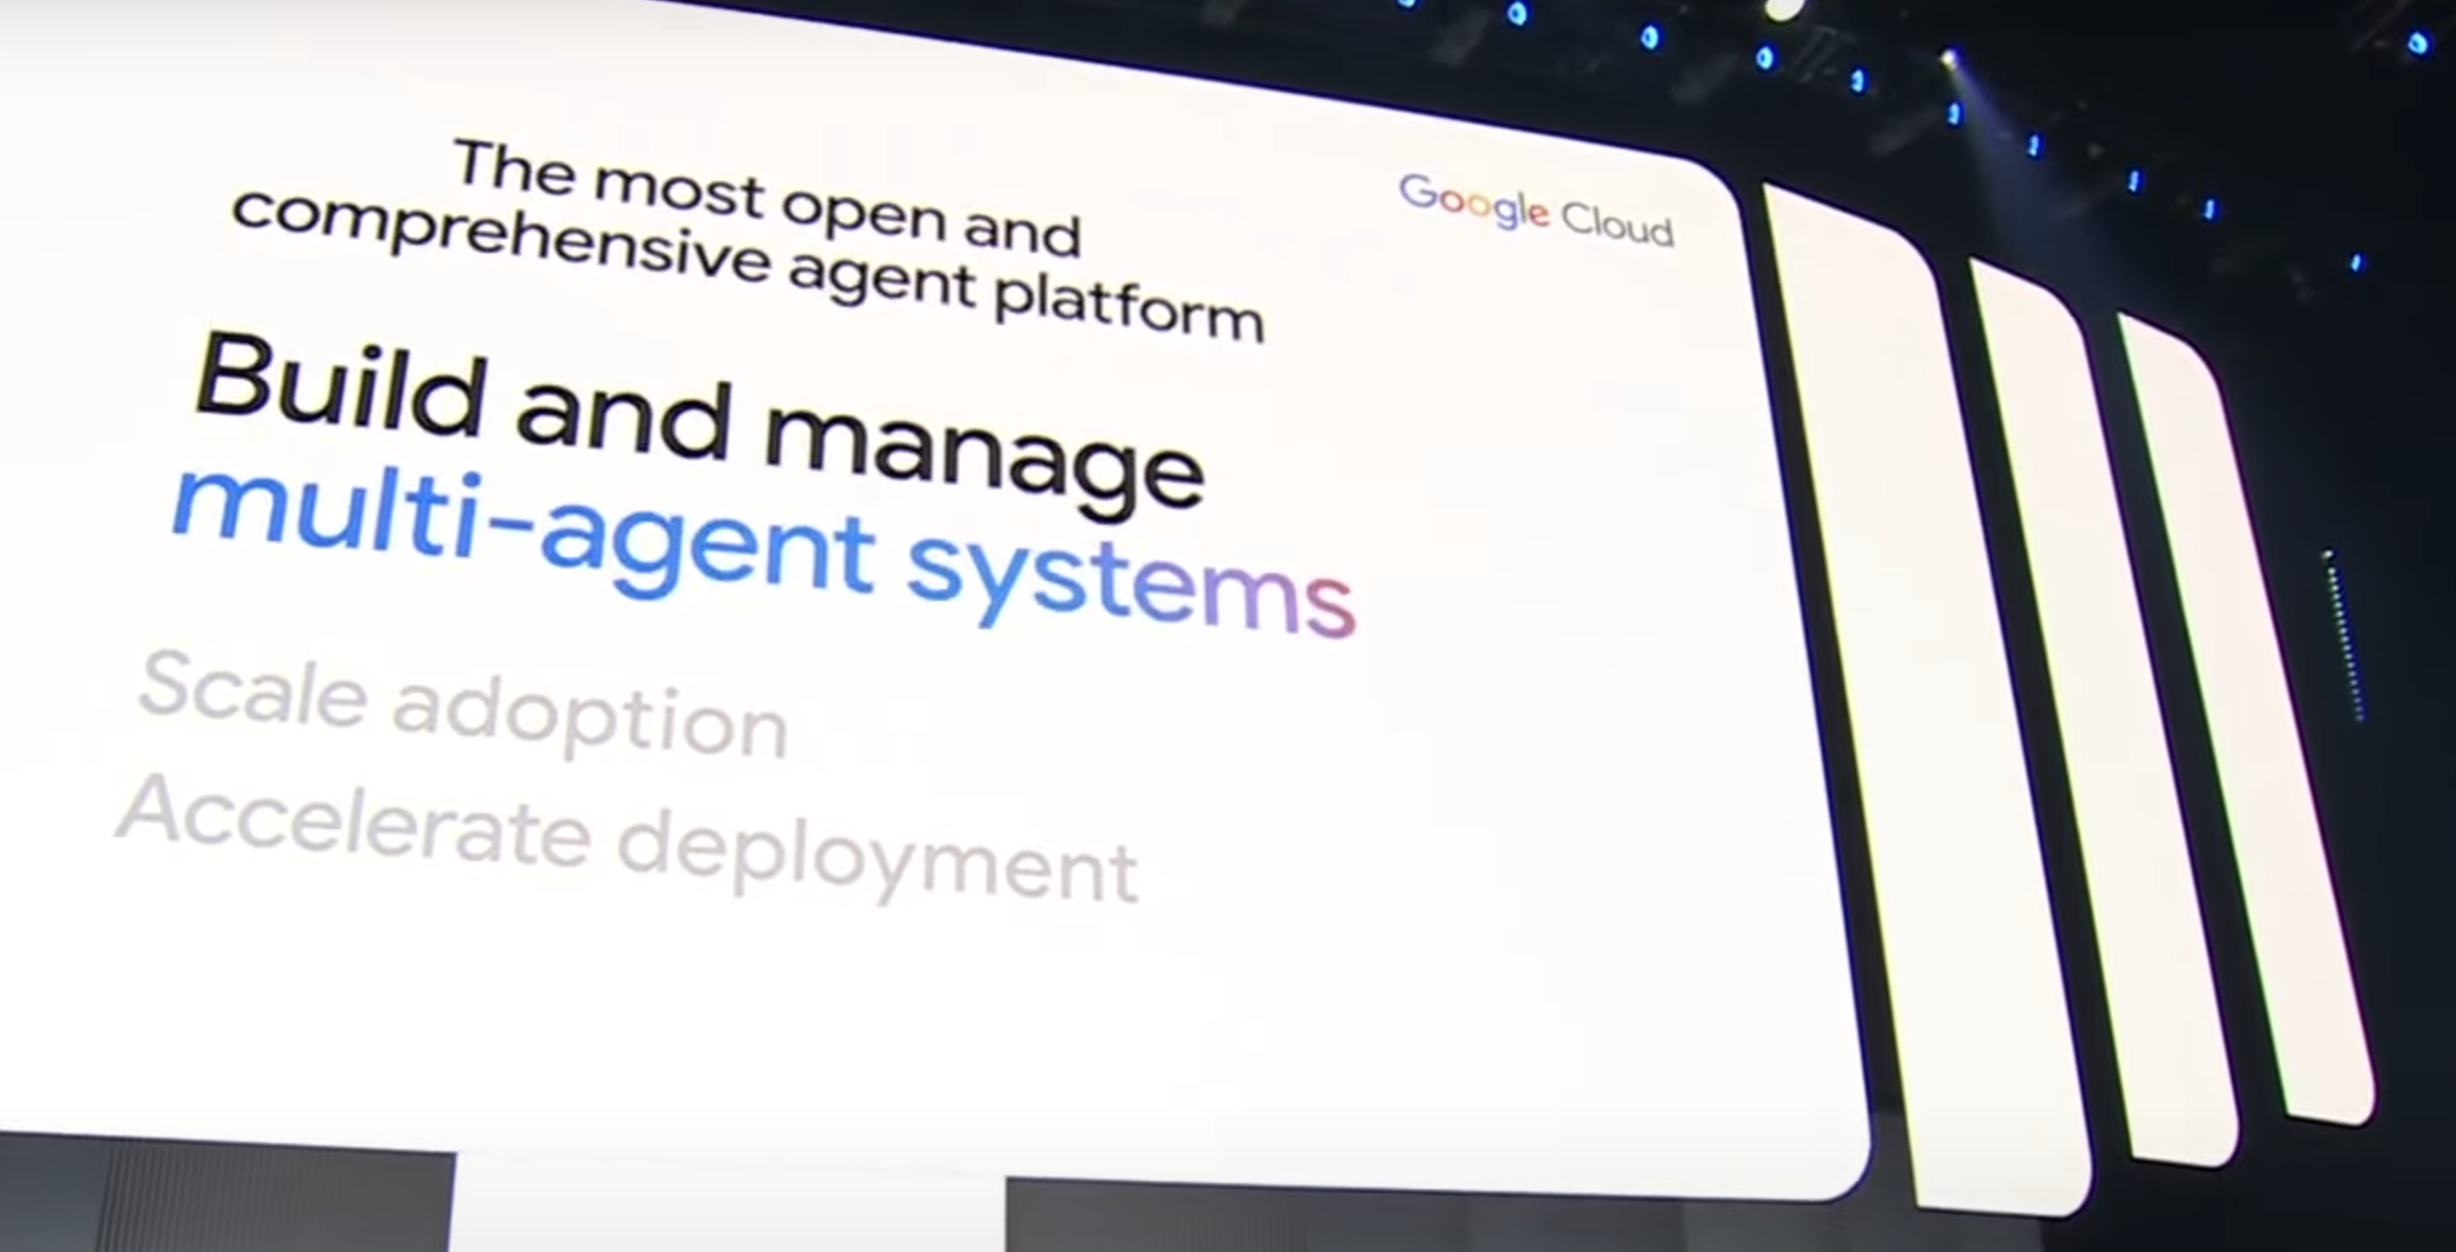 The most open and
comprehensive agent platform
Google Cloud
Build and manage
multi-agent systems
Scale adoption
Accelerate deployment